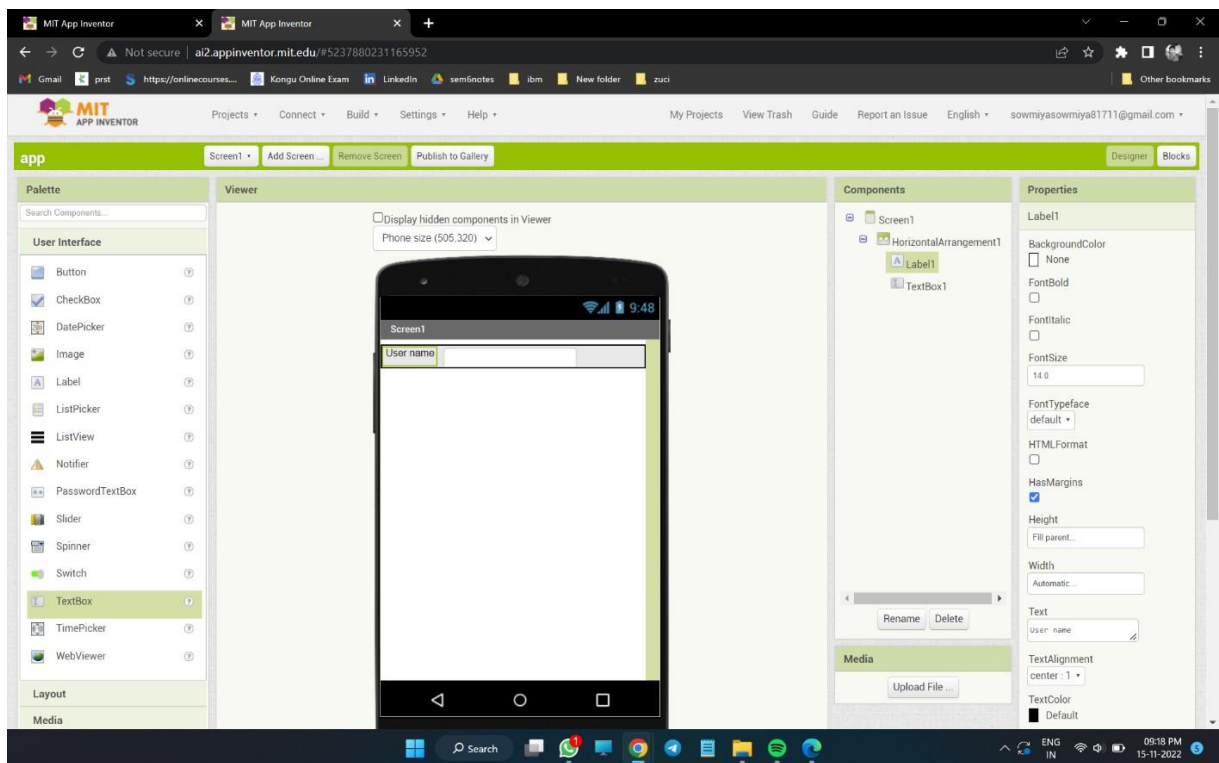 MIT App Inventor MIT App Inventor
Not secure ai2.appinventor.mit.edu/#5237880231165952
Gmail prst https://onlinecourses.... Kongu Online Exam LinkedIn sem6notes ibm New folder zuci Other bookmarks
MIT
APP INVENTOR
Projects Connect Build Settings Help My Projects View Trash Guide Report an Issue English sowmiyasowmiya81711@gmail.com
app Screen1 Add Screen ... Remove Screen Publish to Gallery Designer Blocks
Palette Viewer Components Properties
Search Components...
User Interface
Button
CheckBox
DatePicker
Image
Label
ListPicker
ListView
Notifier
PasswordTextBox
Slider
Spinner
Switch
TextBox
TimePicker
WebViewer
Layout
Media
Display hidden components in Viewer
Phone size (505,320)
9:48
Screen1
User name
Screen1
HorizontalArrangement1
Label1
TextBox1
Rename Delete
Media
Upload File ...
Label1
BackgroundColor
None
FontBold
FontItalic
FontSize
14.0
FontTypeface
default
HTMLFormat
HasMargins
Height
Fill parent...
Width
Automatic...
Text
User name
TextAlignment
center : 1
TextColor
Default
Search 1 ENG
IN 09:18 PM
15-11-2022 5